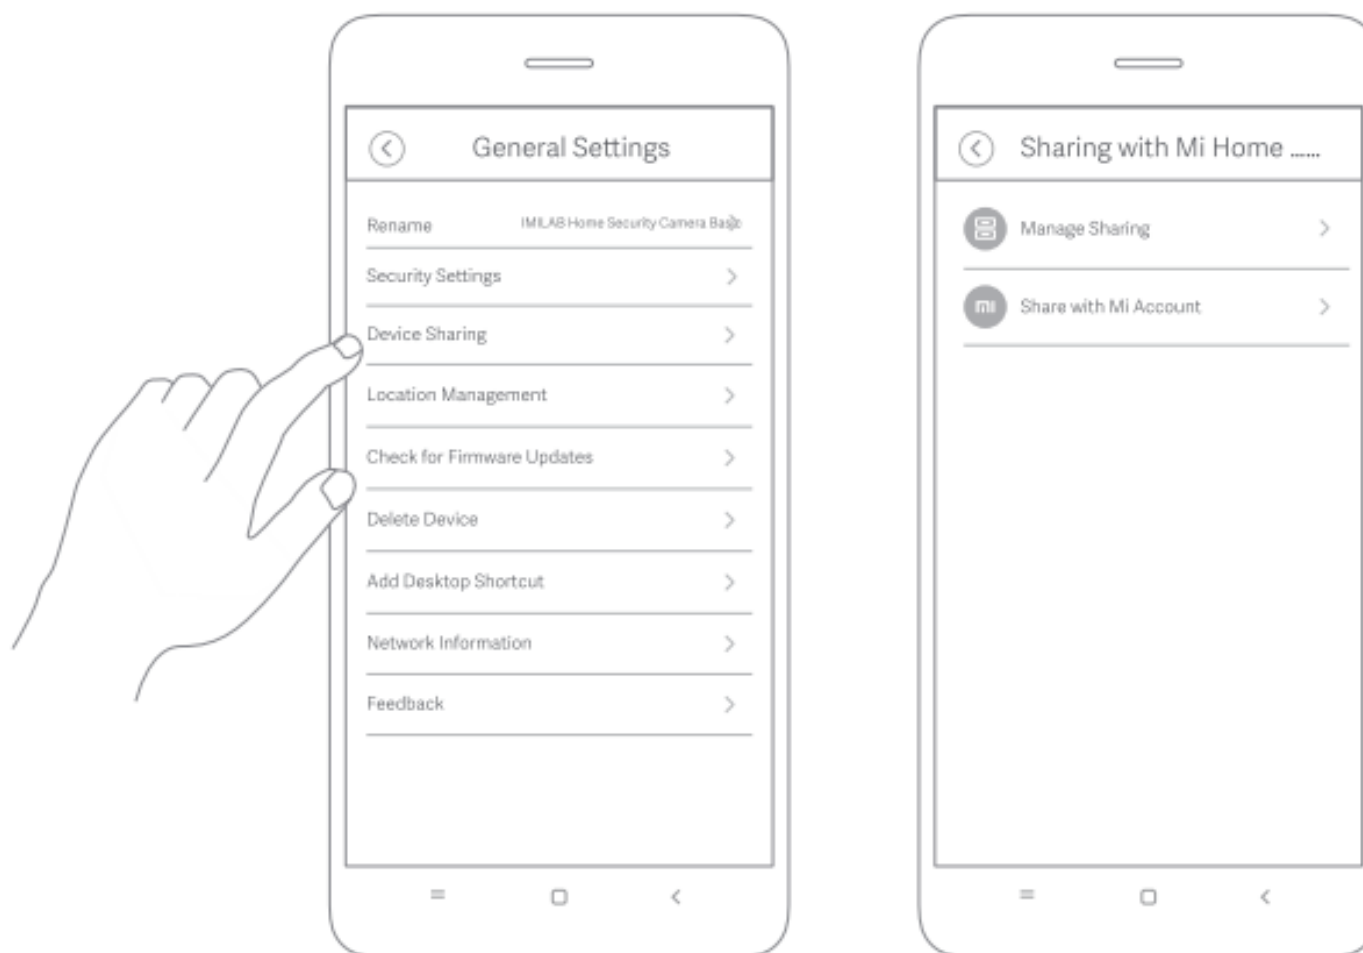 General Settings
Rename IMILAB Home Security Camera Basic
Security Settings
Device Sharing
Location Management
Check for Firmware Updates
Delete Device
Add Desktop Shortcut
Network Information
Feedback
Sharing with Mi Home ......
Manage Sharing
mi Share with Mi Account